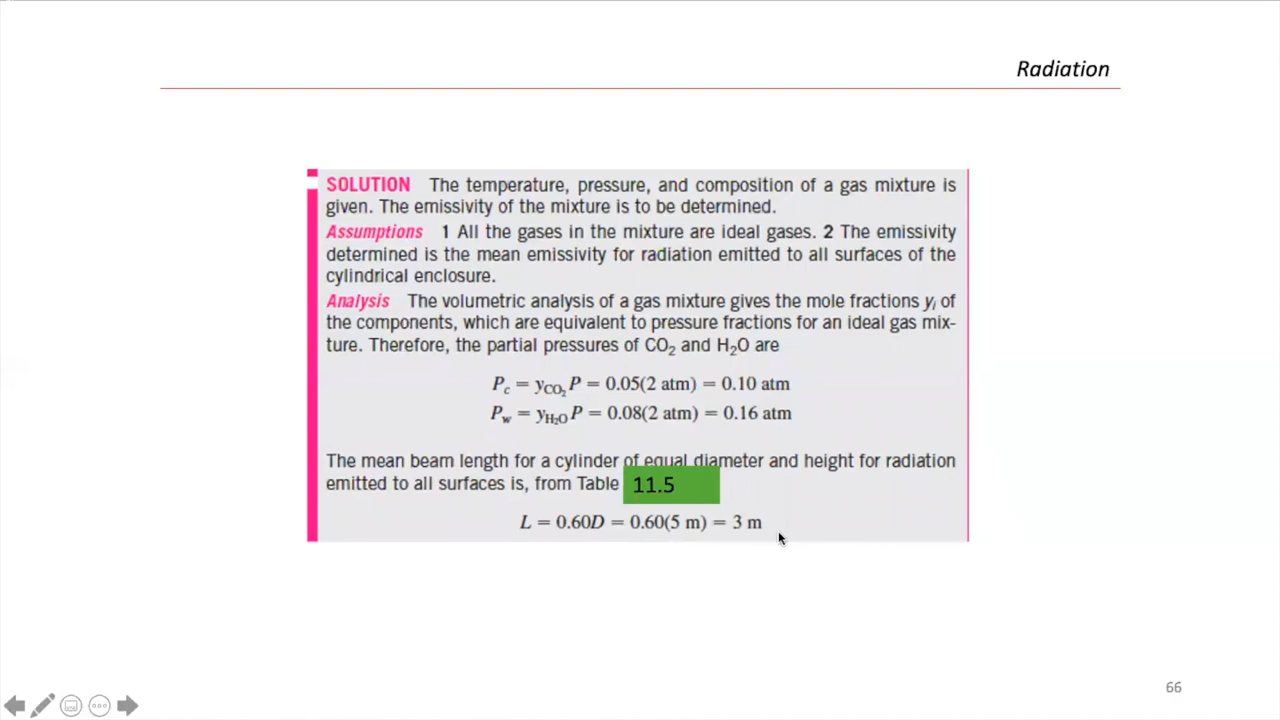 Radiation
SOLUTION The temperature, pressure, and composition of a gas mixture is
given. The emissivity of the mixture is to be determined.
Assumptions 1 All the gases in the mixture are ideal gases. 2 The emissivity
determined is the mean emissivity for radiation emitted to all surfaces of the
cylindrical enclosure.
Analysis The volumetric analysis of a gas mixture gives the mole fractions yᵢ of
the components, which are equivalent to pressure fractions for an ideal gas mix-
ture. Therefore, the partial pressures of CO₂ and H₂O are
P_c = y_CO₂ P = 0.05(2 atm) = 0.10 atm
P_w = y_H₂O P = 0.08(2 atm) = 0.16 atm
The mean beam length for a cylinder of equal diameter and height for radiation
emitted to all surfaces is, from Table 11.5
L = 0.60D = 0.60(5 m) = 3 m
66